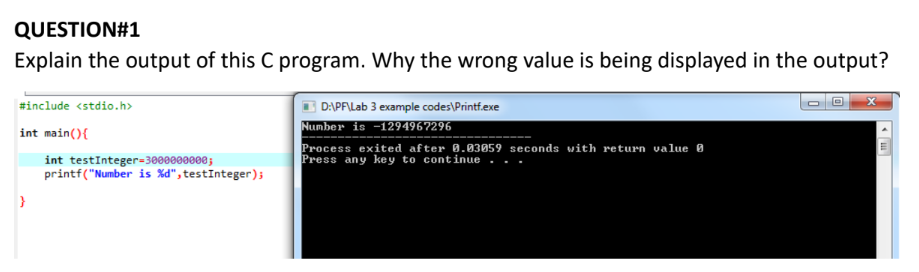 QUESTION#1
Explain the output of this C program. Why the wrong value is being displayed in the output?
#include <stdio.h>
int main(){
int testInteger=3000000000;
printf("Number is %d",testInteger);
}
D:\PF\Lab 3 example codes\Printf.exe
Number is -1294967296
--------------------------------
Process exited after 0.03059 seconds with return value 0
Press any key to continue . . .